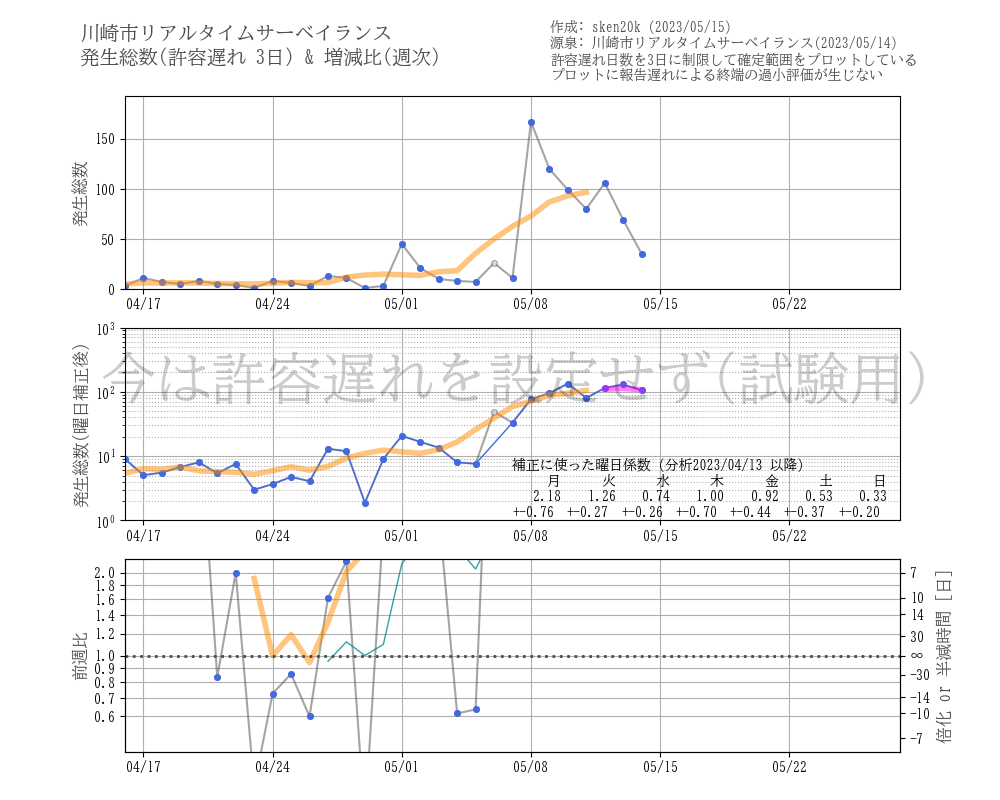 川崎市リアルタイムサーベイランス
発生総数(許容遅れ 3日) & 増減比(週次)
作成: sken20k (2023/05/15)
源泉: 川崎市リアルタイムサーベイランス(2023/05/14)
許容遅れ日数を3日に制限して確定範囲をプロットしている
プロットに報告遅れによる終端の過小評価が生じない
発生総数
150
100
50
0
04/17 04/24 05/01 05/08 05/15 05/22
発生総数(曜日補正後)
10^3
10^2
10^1
10^0
今は許容遅れを設定せず(試験用)
補正に使った曜日係数 (分析2023/04/13 以降)
月 火 水 木 金 土 日
2.18 1.26 0.74 1.00 0.92 0.53 0.33
+-0.76 +-0.27 +-0.26 +-0.70 +-0.44 +-0.37 +-0.20
04/17 04/24 05/01 05/08 05/15 05/22
前週比
2.0
1.8
1.6
1.4
1.2
1.0
0.9
0.8
0.7
0.6
7
10
14
30
∞
-30
-14
-10
-7
倍化 or 半減時間 [日]
04/17 04/24 05/01 05/08 05/15 05/22